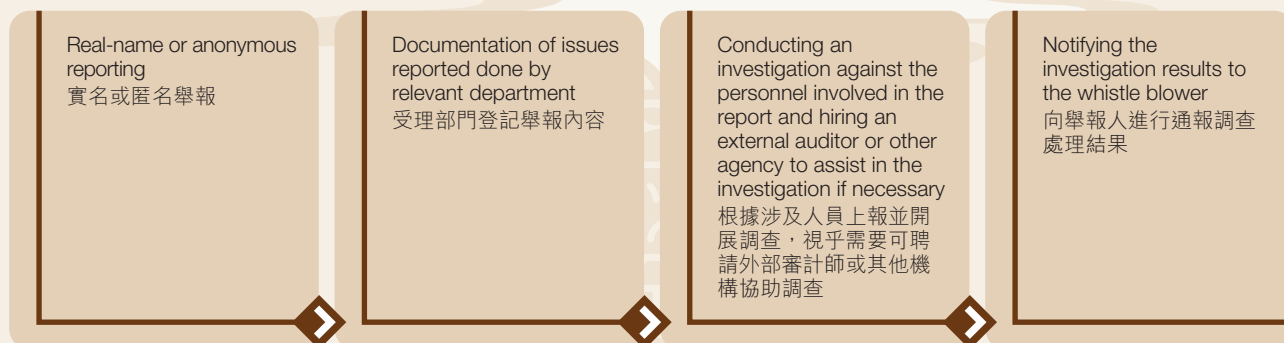 Real-name or anonymous
reporting
實名或匿名舉報
Documentation of issues
reported done by
relevant department
受理部門登記舉報內容
Conducting an
investigation against the
personnel involved in the
report and hiring an
external auditor or other
agency to assist in the
investigation if necessary
根據涉及人員上報並開
展調查，視乎需要可聘
請外部審計師或其他機
構協助調查
Notifying the
investigation results to
the whistle blower
向舉報人進行通報調查
處理結果